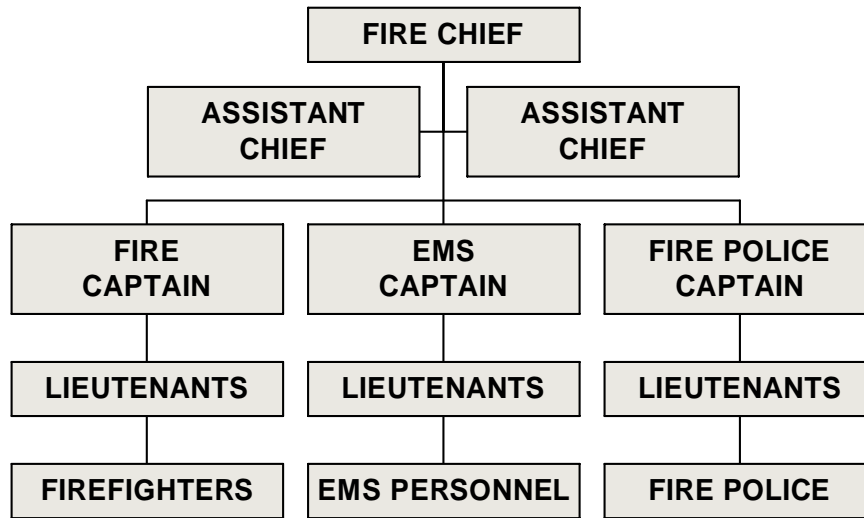 FIRE CHIEF
ASSISTANT
CHIEF
ASSISTANT
CHIEF
FIRE
CAPTAIN
EMS
CAPTAIN
FIRE POLICE
CAPTAIN
LIEUTENANTS
LIEUTENANTS
LIEUTENANTS
FIREFIGHTERS
EMS PERSONNEL
FIRE POLICE